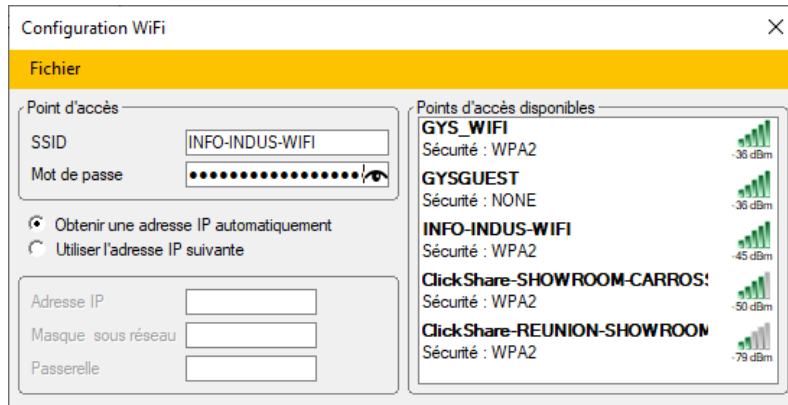 Configuration WiFi
Fichier
Point d'accès
SSID INFO-INDUS-WIFI
Mot de passe ●●●●●●●●●●●●●●●●●
Obtenir une adresse IP automatiquement
Utiliser l'adresse IP suivante
Adresse IP
Masque sous réseau
Passerelle
Points d'accès disponibles
GYS_WIFI
Sécurité : WPA2
-36 dBm
GYSGUEST
Sécurité : NONE
-36 dBm
INFO-INDUS-WIFI
Sécurité : WPA2
-45 dBm
ClickShare-SHOWROOM-CARROS
Sécurité : WPA2
-50 dBm
ClickShare-REUNION-SHOWROOM
Sécurité : WPA2
-79 dBm